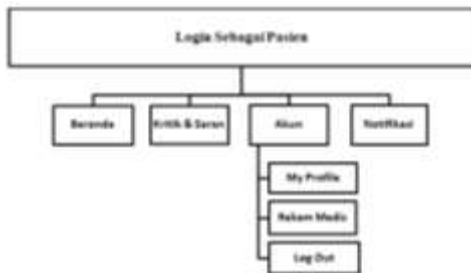 Login Sebagai Pasien
Beranda
Kritik & Saran
Akun
Notifikasi
My Profile
Rekam Medis
Log Out